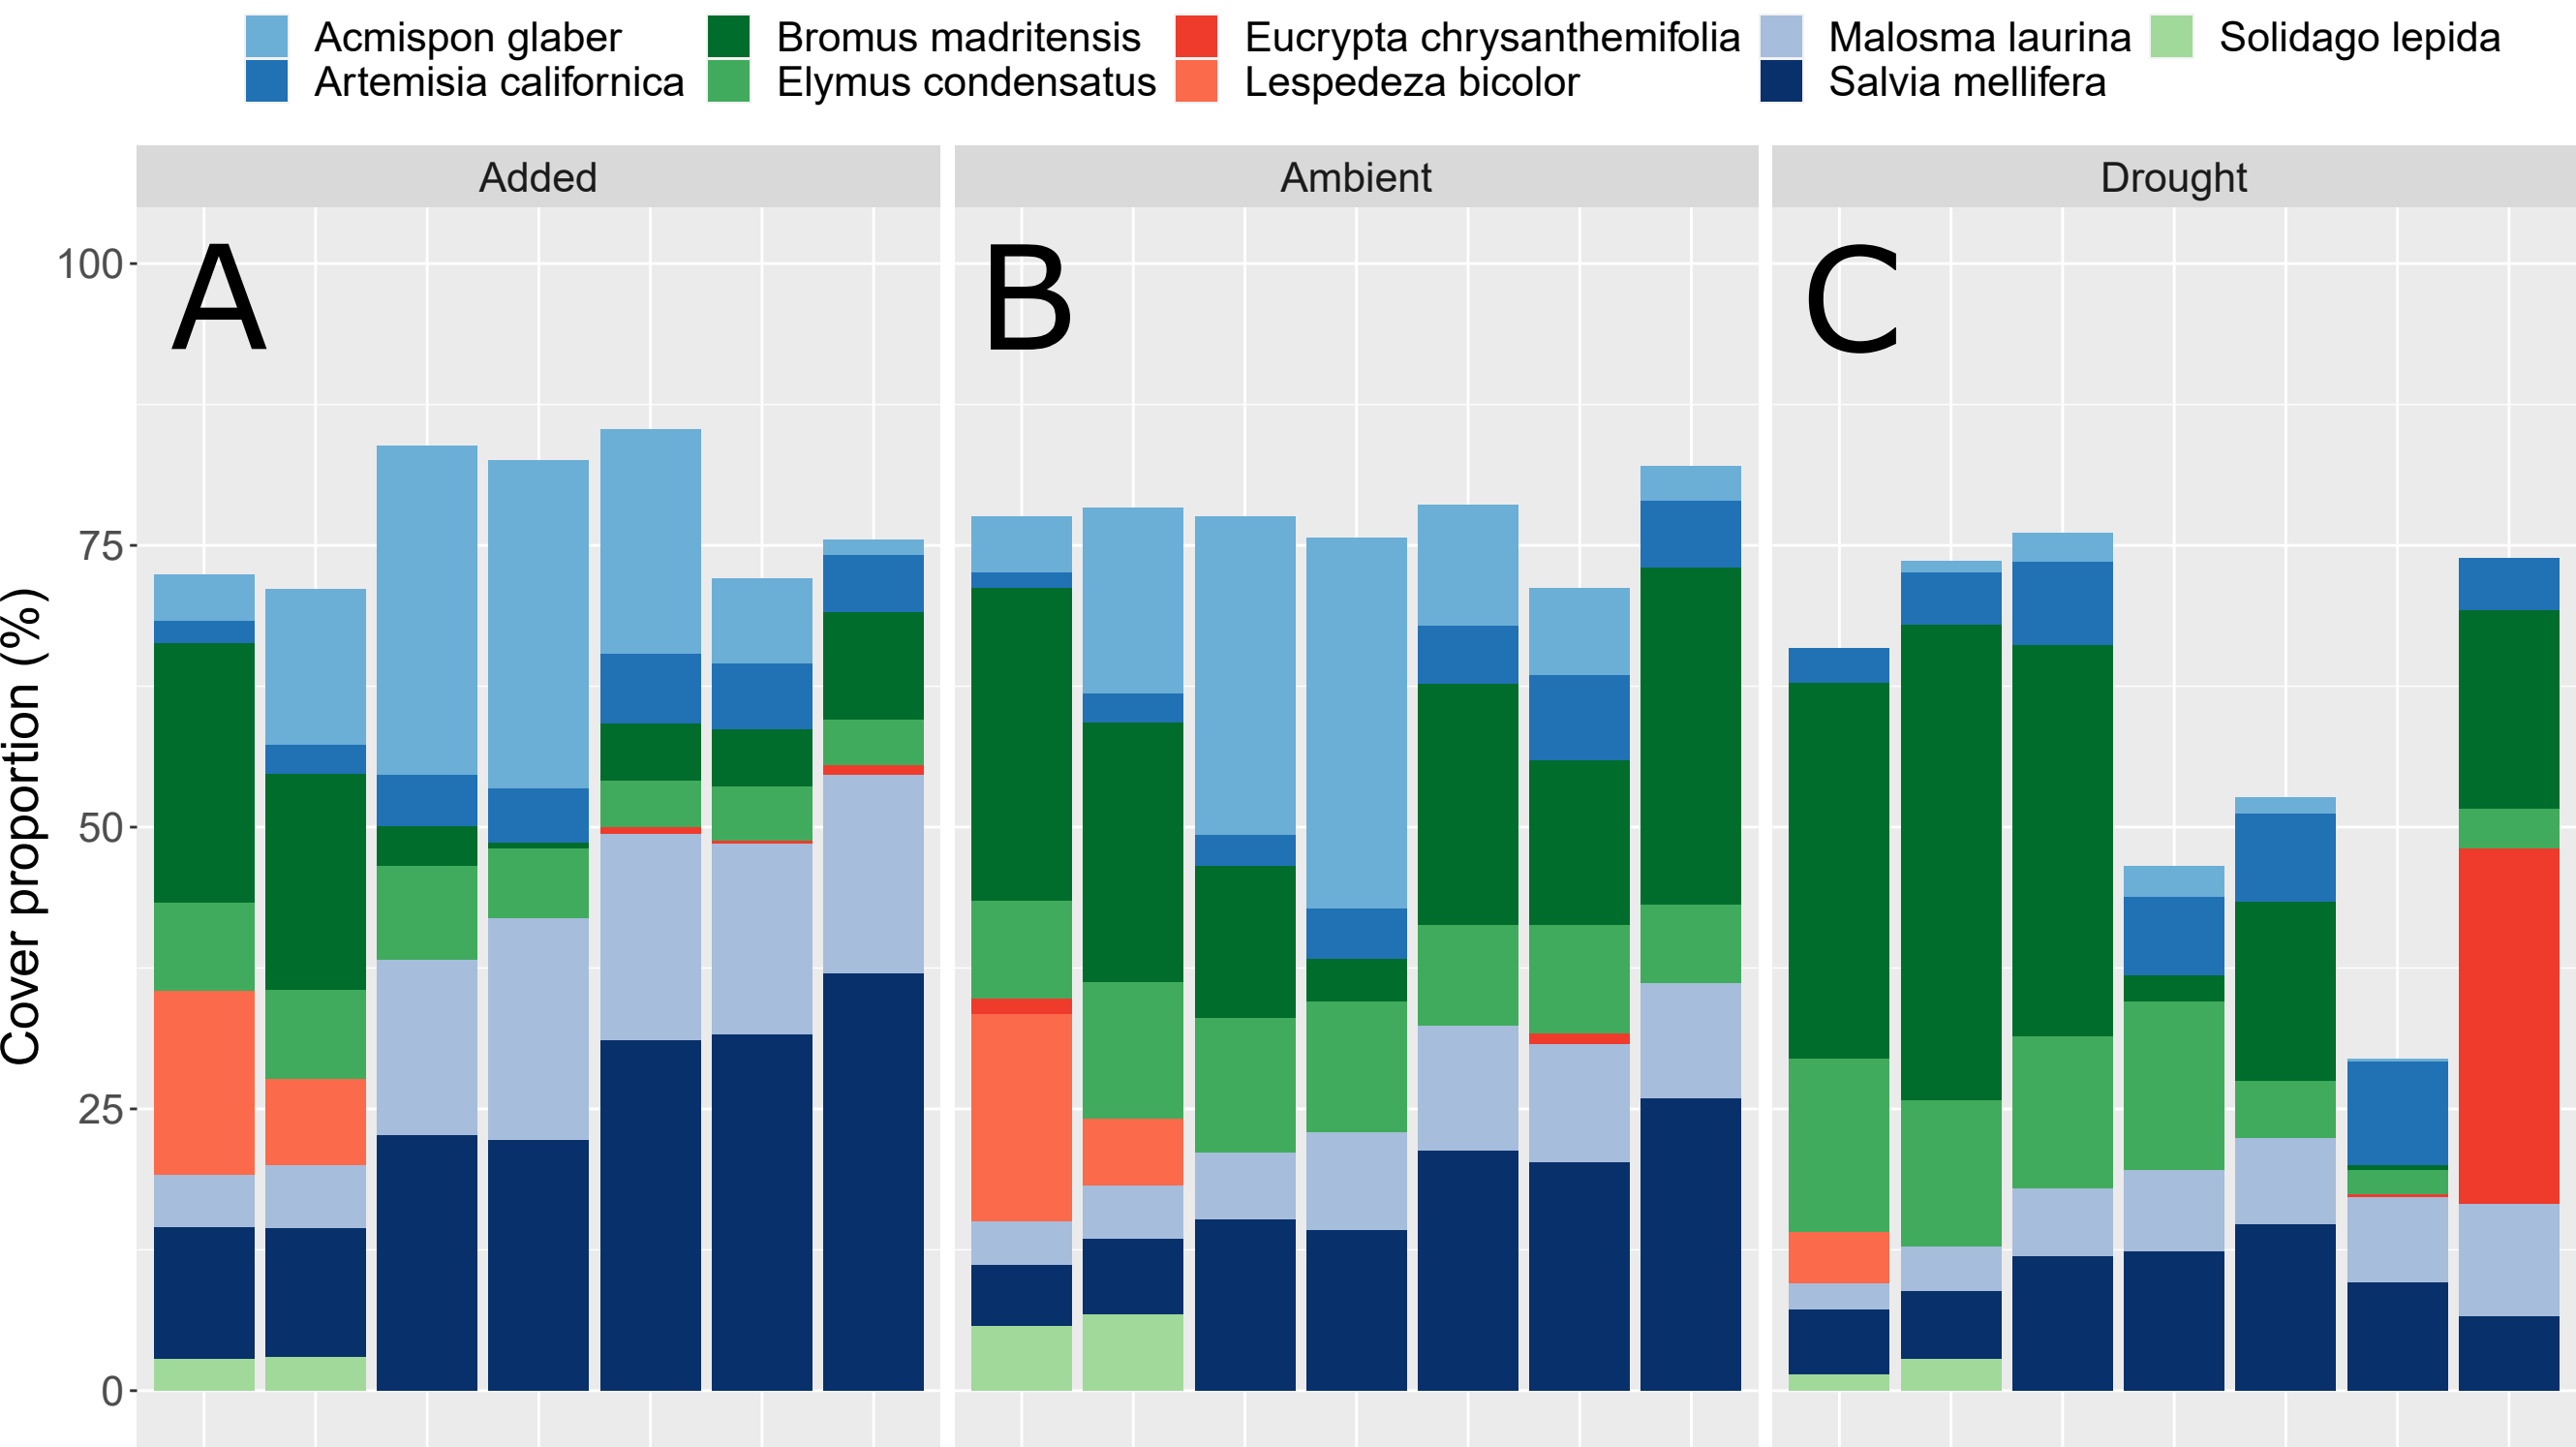 Acmispon glaber Bromus madritensis Eucrypta chrysanthemifolia Malosma laurina Solidago lepida
Artemisia californica Elymus condensatus Lespedeza bicolor Salvia mellifera
Added Ambient Drought
A B C
100
75
50
25
0
Cover proportion (%)